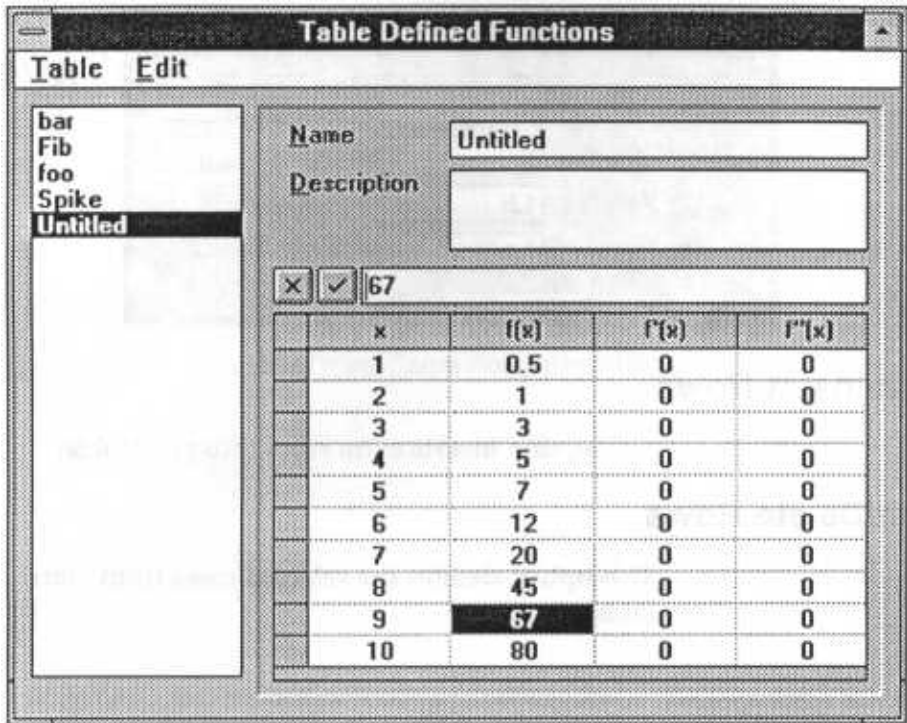 Table Defined Functions
Table Edit
bar
Fib
foo
Spike
Untitled
Name Untitled
Description
67
x f(x) f'(x) f''(x)
1 0.5 0 0
2 1 0 0
3 3 0 0
4 5 0 0
5 7 0 0
6 12 0 0
7 20 0 0
8 45 0 0
9 67 0 0
10 80 0 0